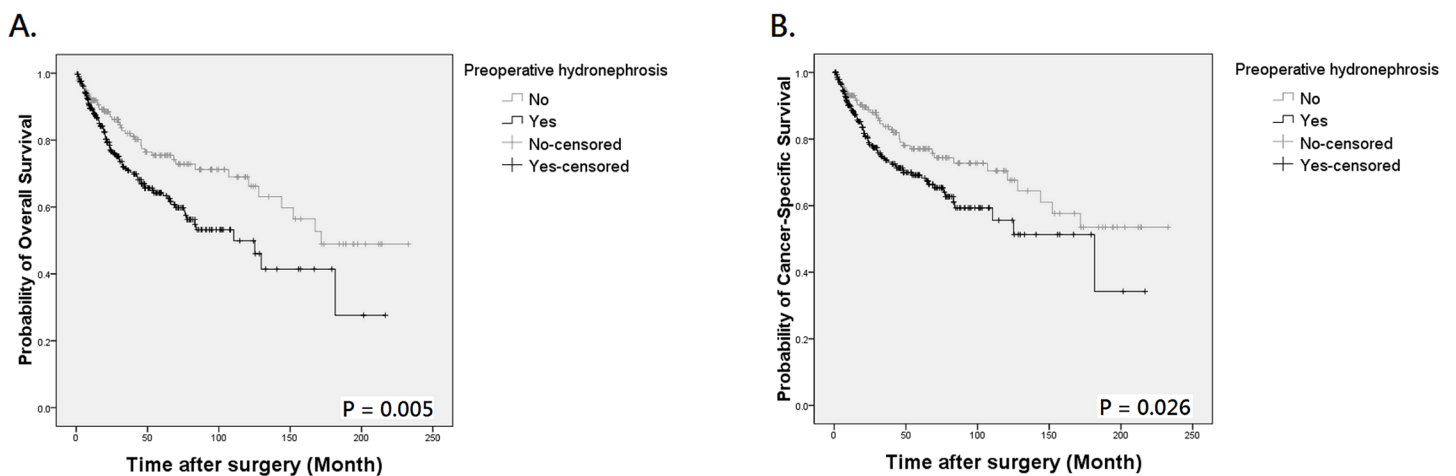 A.
Probability of Overall Survival
1.0
0.8
0.6
0.4
0.2
0.0
0
50
100
150
200
250
Time after surgery (Month)
P = 0.005
Preoperative hydronephrosis
No
Yes
No-censored
Yes-censored
B.
Probability of Cancer-Specific Survival
1.0
0.8
0.6
0.4
0.2
0.0
0
50
100
150
200
250
Time after surgery (Month)
P = 0.026
Preoperative hydronephrosis
No
Yes
No-censored
Yes-censored